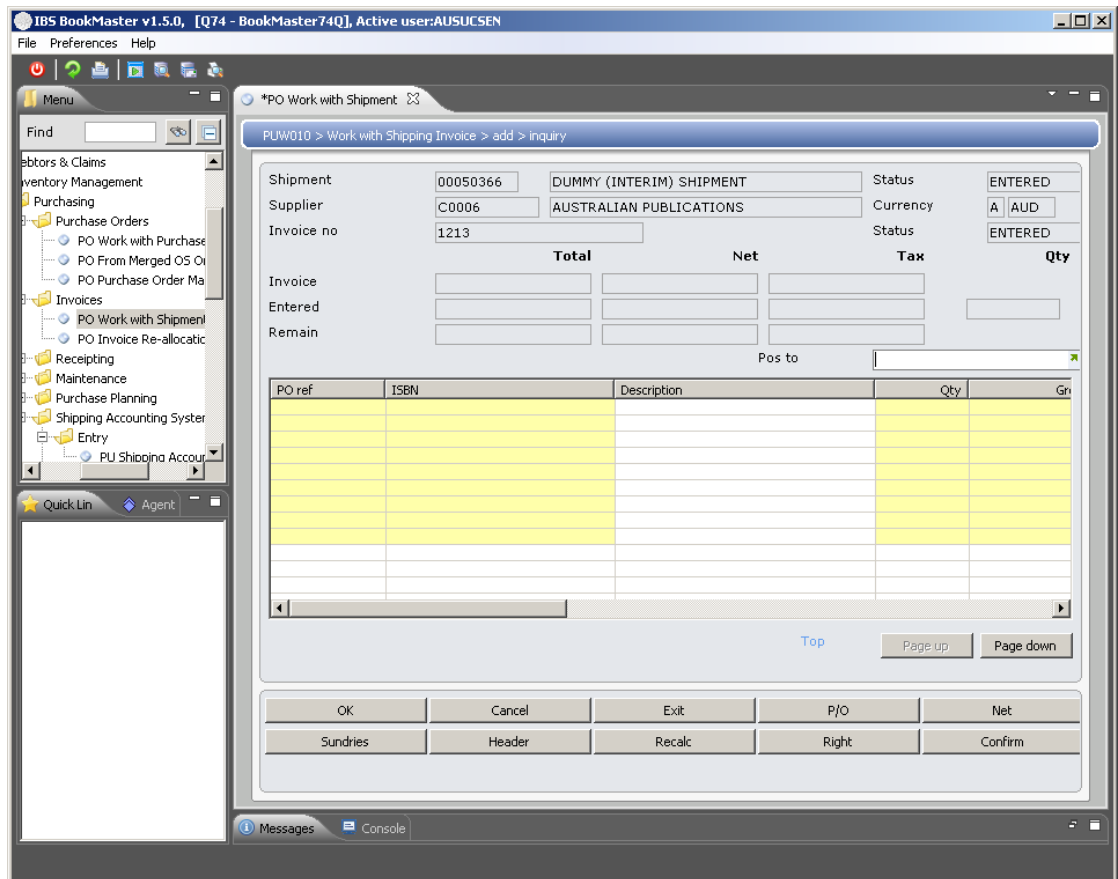 IBS BookMaster v1.5.0, [Q74 - BookMaster74Q], Active user:AUSUCSEN
File Preferences Help
Menu
Find
ebtors & Claims
nventory Management
Purchasing
Purchase Orders
PO Work with Purchase
PO From Merged OS O
PO Purchase Order Ma
Invoices
PO Work with Shipment
PO Invoice Re-allocatic
Receipting
Maintenance
Purchase Planning
Shipping Accounting Syster
Entry
PU Shipping Accour
Quick Lin Agent
*PO Work with Shipment
PUW010 > Work with Shipping Invoice > add > inquiry
Shipment 00050366 DUMMY (INTERIM) SHIPMENT Status ENTERED
Supplier C0006 AUSTRALIAN PUBLICATIONS Currency A AUD
Invoice no 1213 Status ENTERED
Total Net Tax Qty
Invoice
Entered
Remain
Pos to
PO ref ISBN Description Qty Gr
Top Page up Page down
OK Cancel Exit P/O Net
Sundries Header Recalc Right Confirm
Messages Console